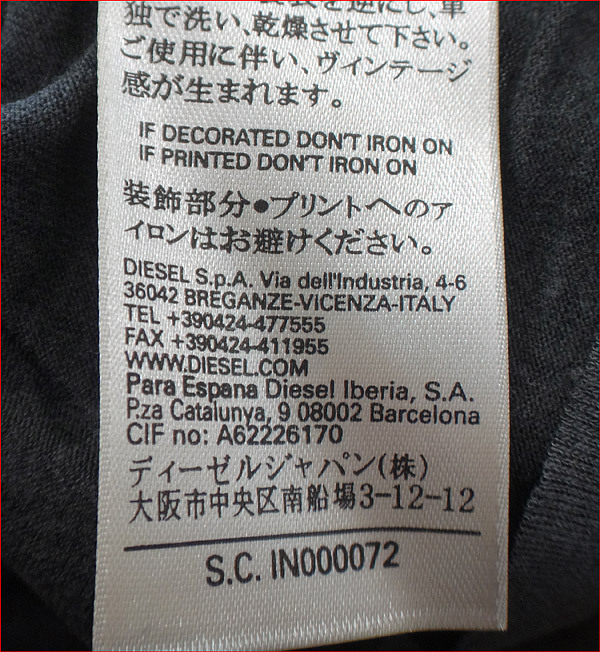 を逆にし、単
独で洗い、乾燥させて下さい。
ご使用に伴い、ヴィンテージ
感が生まれます。
IF DECORATED DON'T IRON ON
IF PRINTED DON'T IRON ON
装飾部分●プリントへのア
イロンはお避けください。
DIESEL S.p.A. Via dell'Industria, 4-6
36042 BREGANZE-VICENZA-ITALY
TEL +390424-477555
FAX +390424-411955
WWW.DIESEL.COM
Para Espana Diesel Iberia, S.A.
P.za Catalunya, 9 08002 Barcelona
CIF no: A62226170
ディーゼルジャパン(株)
大阪市中央区南船場3-12-12
S.C. IN000072